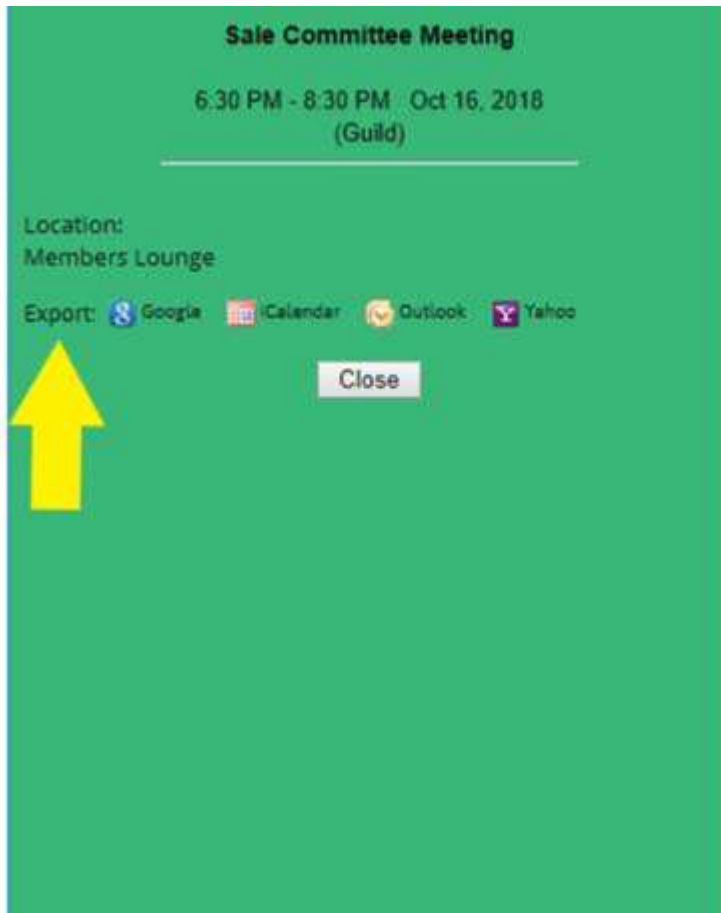 Sale Committee Meeting
6:30 PM - 8:30 PM Oct 16, 2018
(Guild)
Location:
Members Lounge
Export: Google iCalendar Outlook Yahoo
Close